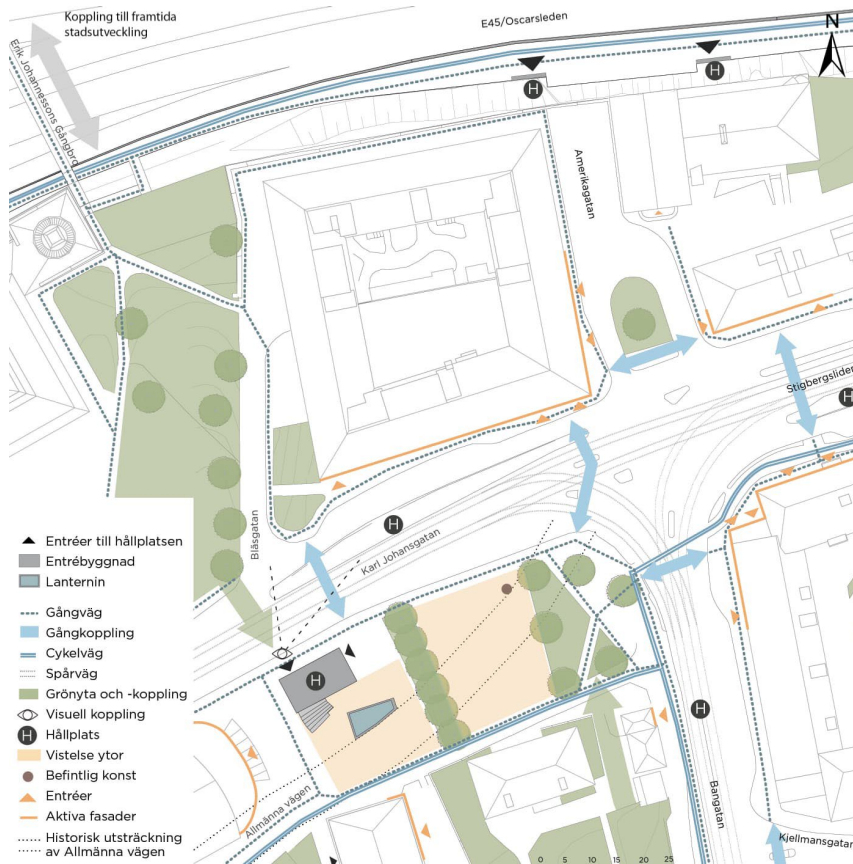 Koppling till framtida
stadsutveckling
E45/Oscarsleden
N
Erik Johannessons Gångbro
H
H
Amerikagatan
Stigbergsliden
H
Blåsgatan
H
Karl Johansgatan
H
H
Allmänna vägen
Bangatan
Kjellmansgatan
H
0 5 10 15 20 25
Entréer till hållplatsen
Entrébyggnad
Lanternin
Gångväg
Gångkoppling
Cykelväg
Spårväg
Grönyta och -koppling
Visuell koppling
H Hållplats
Vistelse ytor
Befintlig konst
Entréer
Aktiva fasader
Historisk utsträckning
av Allmänna vägen